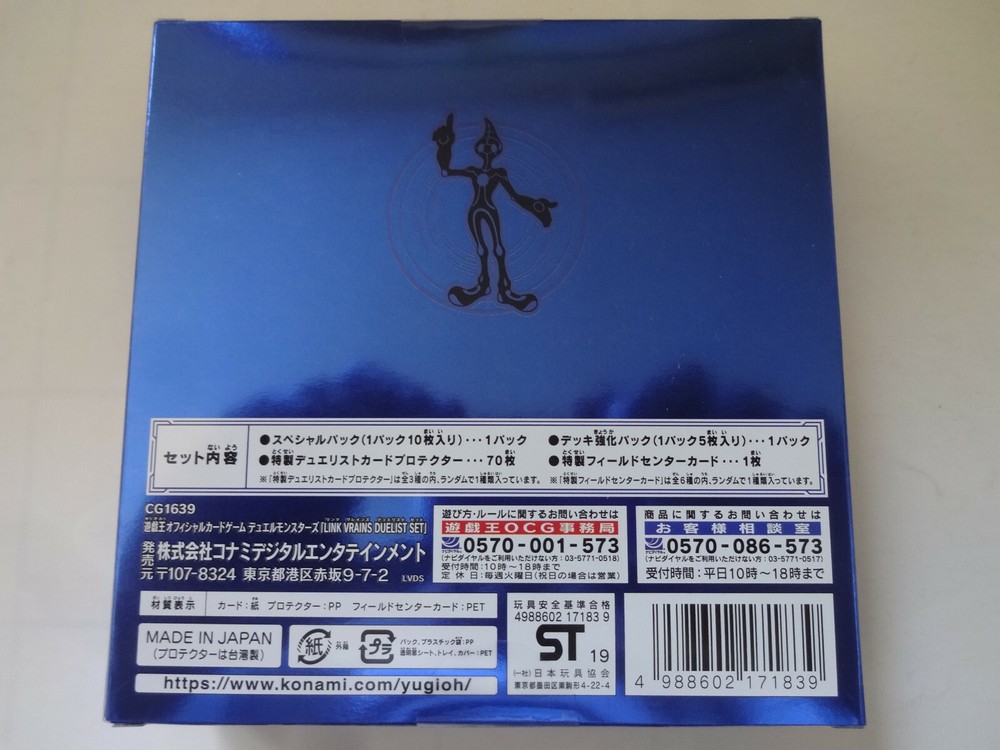 セット内容
●スペシャルパック(1パック10枚入り)･･･1パック
●デッキ強化パック(1パック5枚入り)･･･1パック
●特製デュエリストカードプロテクター･･･70枚
●特製フィールドセンターカード･･･1枚
※「特製デュエリストカードプロテクター」は全3種の内、ランダムで1種類入っています。
※「特製フィールドセンターカード」は全6種の内、ランダムで1種類入っています。
CG1639
遊戯王オフィシャルカードゲーム デュエルモンスターズ「LINK VRAINS DUELIST SET」
発売元 株式会社コナミデジタルエンタテインメント
〒107-8324 東京都港区赤坂9-7-2 LVDS
遊び方・ルールに関するお問い合わせは
遊戯王OCG事務局
ナビダイヤル 0570-001-573
(ナビダイヤルをご利用いただけない方:03-5771-0518)
受付時間:10時〜18時まで
定休日:毎週火曜日(祝日の場合は営業)
商品に関するお問い合わせは
お客様相談室
ナビダイヤル 0570-086-573
(ナビダイヤルをご利用いただけない方:03-5771-0517)
受付時間:平日10時〜18時まで
材質表示
カード:紙 プロテクター:PP フィールドセンターカード:PET
MADE IN JAPAN
(プロテクターは台湾製)
紙 外箱
プラ
パック、プラスチック袋:PP
透明窓シート、トレイ、カバー:PET
https://www.konami.com/yugioh/
玩具安全基準合格
4988602 17183 9
ST 19
(一社)日本玩具協会
東京都墨田区東駒形4-22-4
4 988602 171839